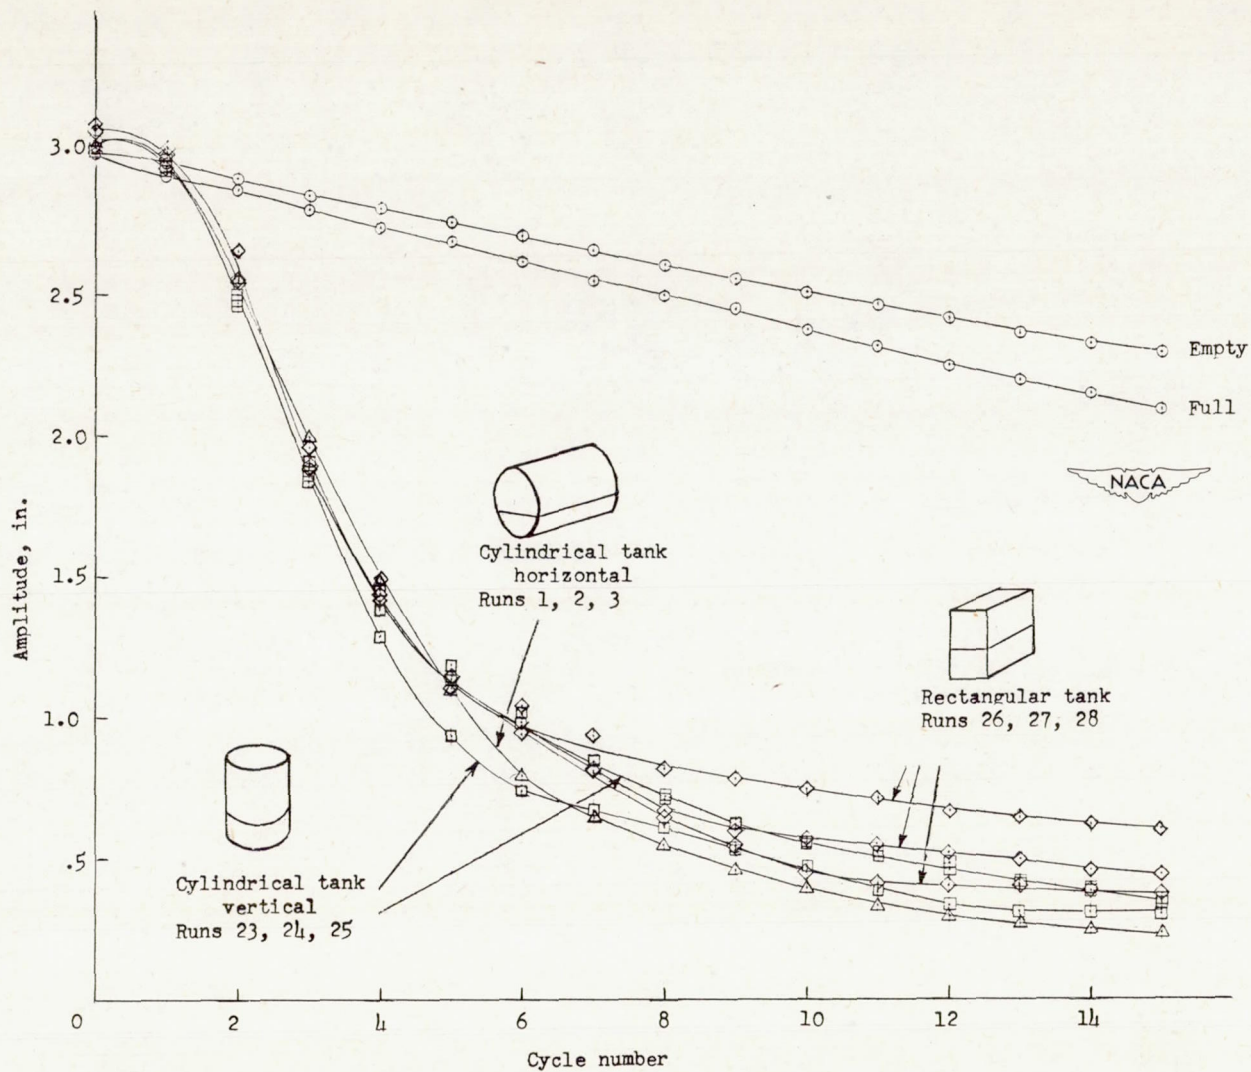 3.0
2.5
2.0
1.5
1.0
.5
0
Amplitude, in.
Empty
Full
NACA
Cylindrical tank
horizontal
Runs 1, 2, 3
Rectangular tank
Runs 26, 27, 28
Cylindrical tank
vertical
Runs 23, 24, 25
0 2 4 6 8 10 12 14
Cycle number